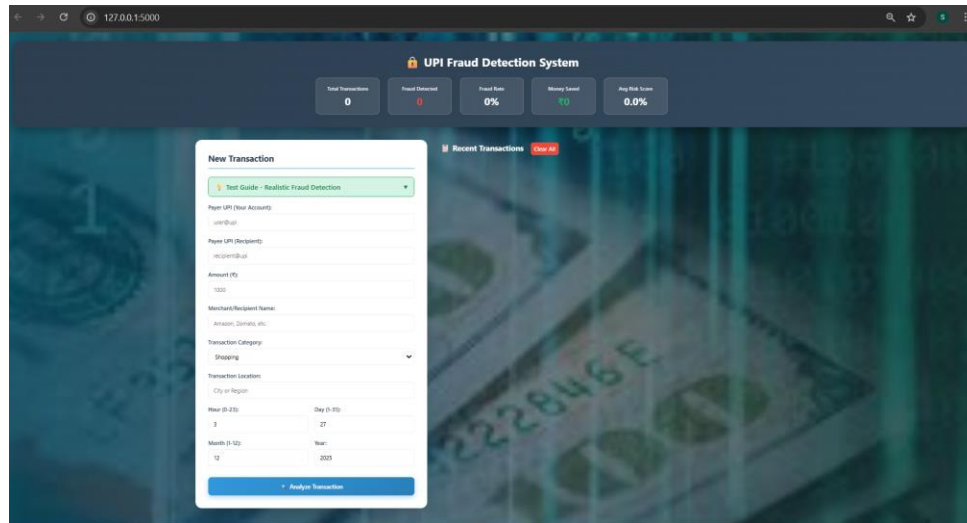 127.0.0.1:5000
UPI Fraud Detection System
Total Transactions Fraud Detected Fraud Rate Money Saved Avg Risk Score
0 0 0% ₹0 0.0%
New Transaction
Recent Transactions Clear All
Test Guide - Realistic Fraud Detection
Payer UPI (Your Account):
user@upi
Payee UPI (Recipient):
recipient@upi
Amount (₹):
1000
Merchant/Recipient Name:
Amazon, Zomato, etc.
Transaction Category:
Shopping
Transaction Location:
City or Region
Hour (0-23): Day (1-31):
3 27
Month (1-12): Year:
12 2025
Analyze Transaction
222846 E
100